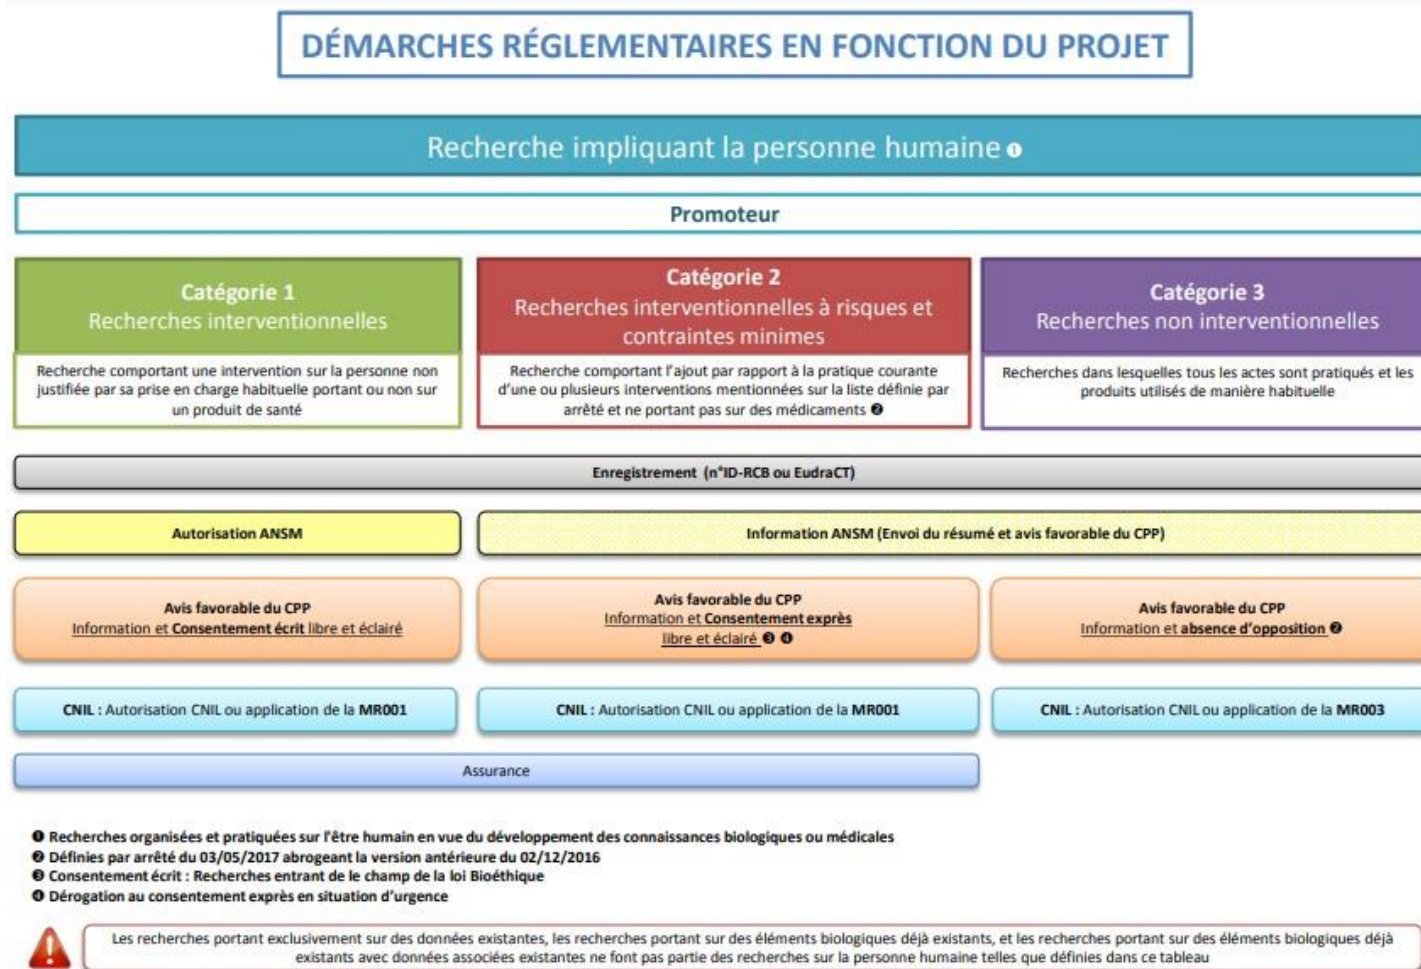 DÉMARCHES RÉGLEMENTAIRES EN FONCTION DU PROJET
Recherche impliquant la personne humaine ❶
Promoteur
Catégorie 1
Recherches interventionnelles
Recherche comportant une intervention sur la personne non
justifiée par sa prise en charge habituelle portant ou non sur
un produit de santé
Catégorie 2
Recherches interventionnelles à risques et
contraintes minimes
Recherche comportant l'ajout par rapport à la pratique courante
d'une ou plusieurs interventions mentionnées sur la liste définie par
arrêté et ne portant pas sur des médicaments ❷
Catégorie 3
Recherches non interventionnelles
Recherches dans lesquelles tous les actes sont pratiqués et les
produits utilisés de manière habituelle
Enregistrement (n°ID-RCB ou EudraCT)
Autorisation ANSM
Information ANSM (Envoi du résumé et avis favorable du CPP)
Avis favorable du CPP
Information et Consentement écrit libre et éclairé
Avis favorable du CPP
Information et Consentement exprès
libre et éclairé ❸ ❹
Avis favorable du CPP
Information et absence d'opposition ❷
CNIL : Autorisation CNIL ou application de la MR001
CNIL : Autorisation CNIL ou application de la MR001
CNIL : Autorisation CNIL ou application de la MR003
Assurance
❶ Recherches organisées et pratiquées sur l'être humain en vue du développement des connaissances biologiques ou médicales
❷ Définies par arrêté du 03/05/2017 abrogeant la version antérieure du 02/12/2016
❸ Consentement écrit : Recherches entrant de le champ de la loi Bioéthique
❹ Dérogation au consentement exprès en situation d'urgence
Les recherches portant exclusivement sur des données existantes, les recherches portant sur des éléments biologiques déjà existants, et les recherches portant sur des éléments biologiques déjà
existants avec données associées existantes ne font pas partie des recherches sur la personne humaine telles que définies dans ce tableau